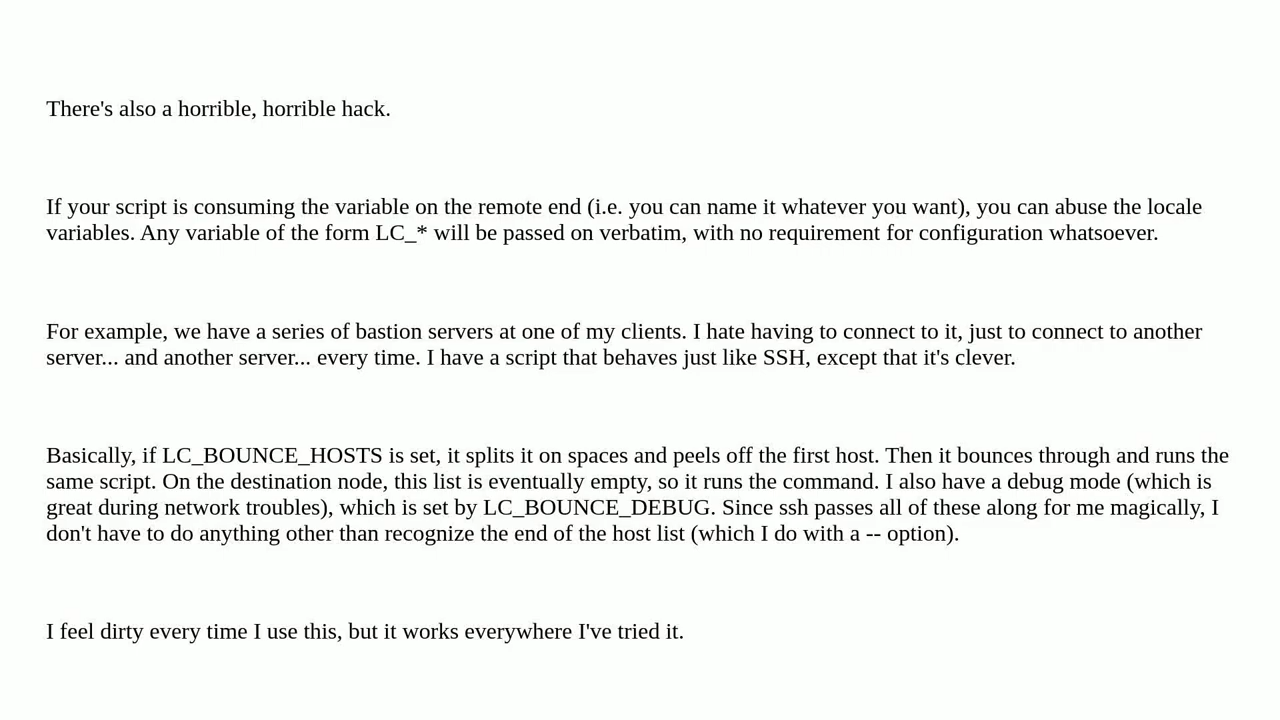 There's also a horrible, horrible hack.
If your script is consuming the variable on the remote end (i.e. you can name it whatever you want), you can abuse the locale
variables. Any variable of the form LC_* will be passed on verbatim, with no requirement for configuration whatsoever.
For example, we have a series of bastion servers at one of my clients. I hate having to connect to it, just to connect to another
server... and another server... every time. I have a script that behaves just like SSH, except that it's clever.
Basically, if LC_BOUNCE_HOSTS is set, it splits it on spaces and peels off the first host. Then it bounces through and runs the
same script. On the destination node, this list is eventually empty, so it runs the command. I also have a debug mode (which is
great during network troubles), which is set by LC_BOUNCE_DEBUG. Since ssh passes all of these along for me magically, I
don't have to do anything other than recognize the end of the host list (which I do with a -- option).
I feel dirty every time I use this, but it works everywhere I've tried it.